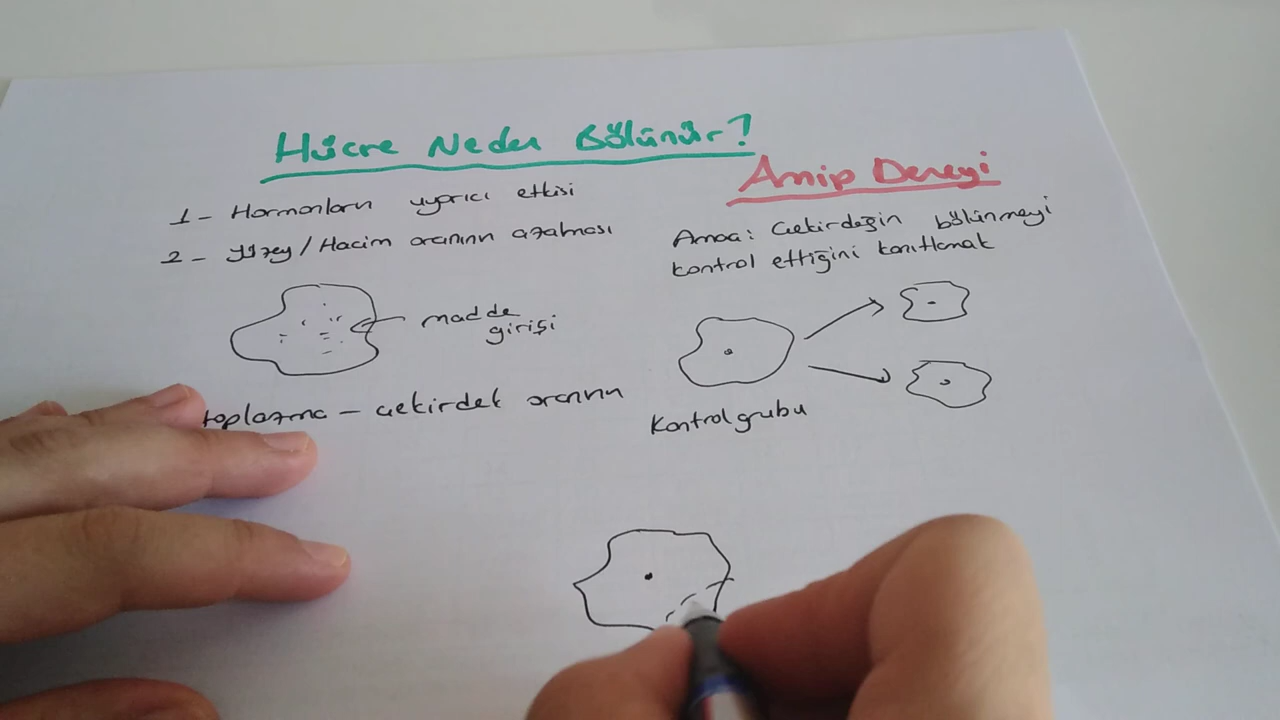 Hücre Neden Bölünür?
1- Hormonların uyarıcı etkisi
2- Yüzey/Hacim oranının azalması
madde
girişi
toplazma - çekirdek oranının
Amip Deneyi
Amaç: Çekirdeğin bölünmeyi
kontrol ettiğini kanıtlamak
Kontrol grubu